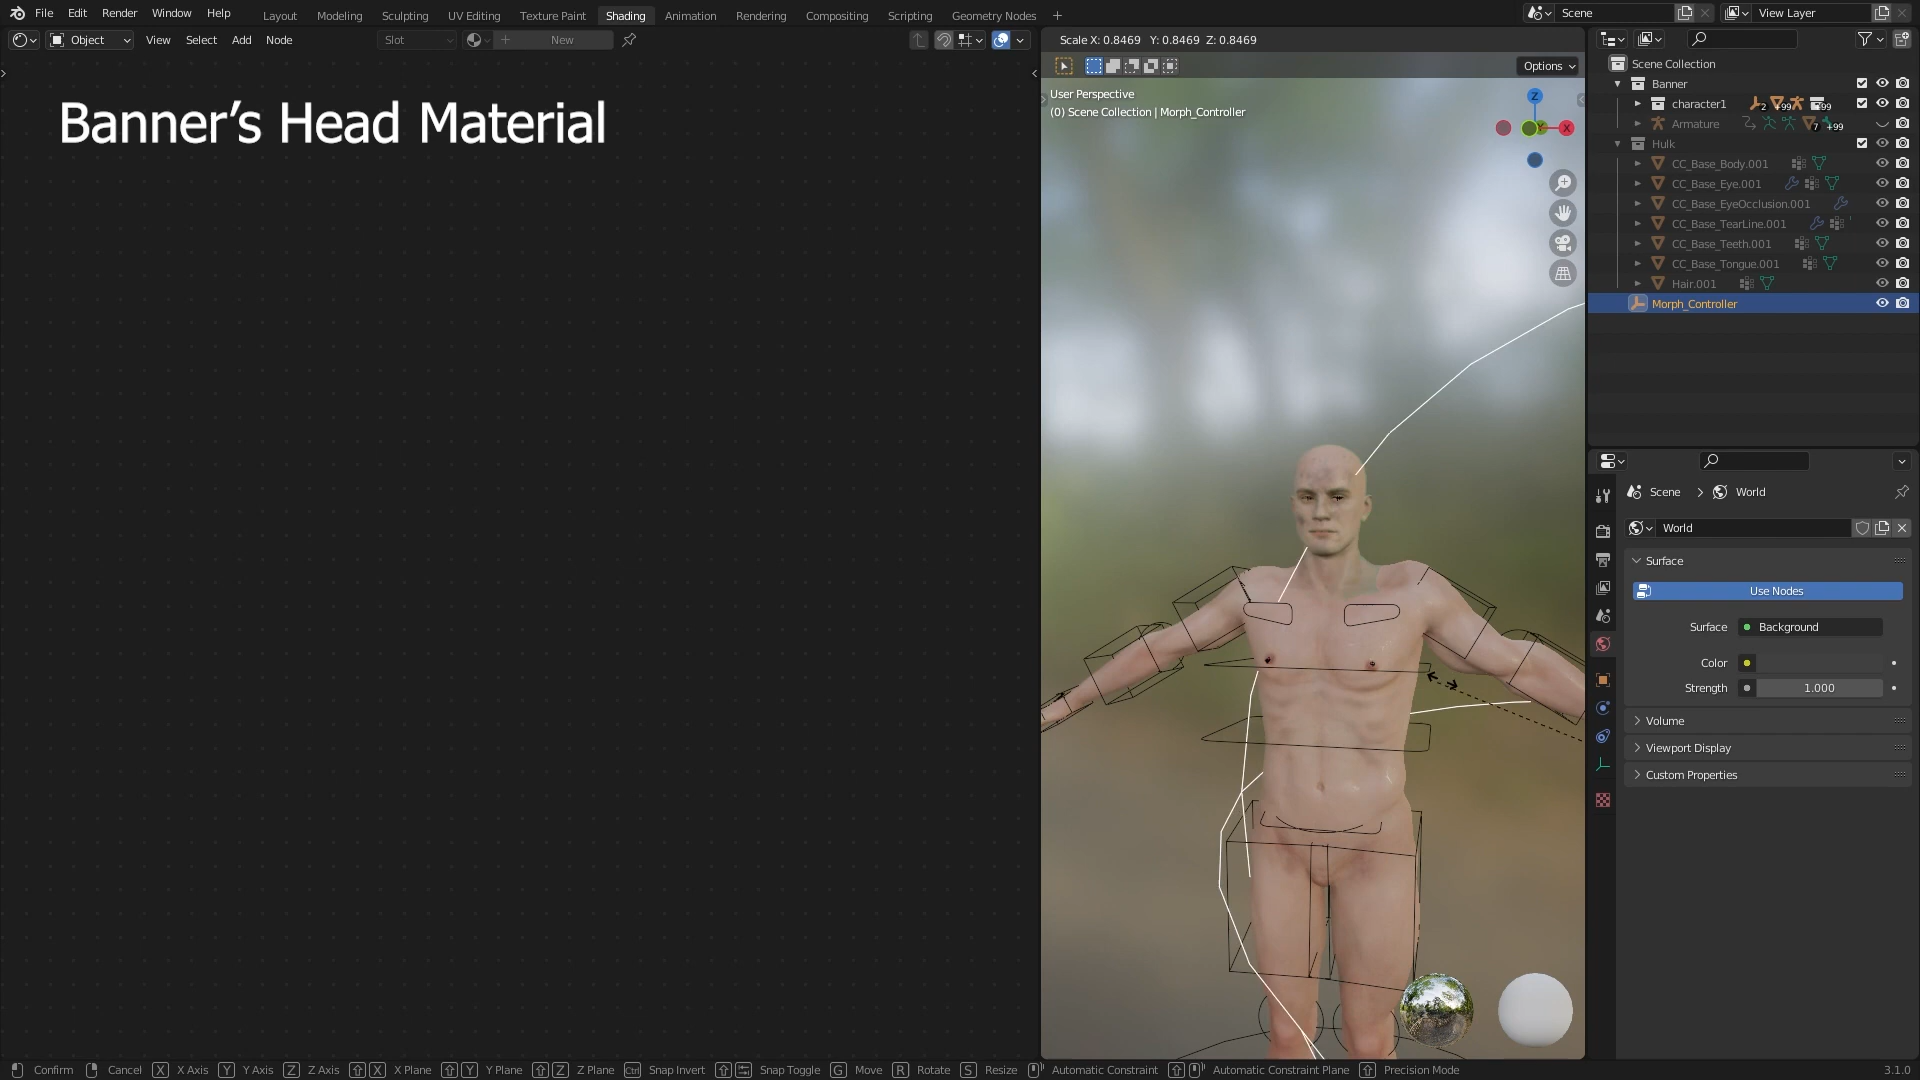 File Edit Render Window Help
Layout Modeling Sculpting UV Editing Texture Paint Shading Animation Rendering Compositing Scripting Geometry Nodes +
Scene
View Layer
Object View Select Add Node
Slot
New
Scale X: 0.8469 Y: 0.8469 Z: 0.8469
Options
Banner's Head Material
User Perspective
(0) Scene Collection | Morph_Controller
Z
Y
X
Scene Collection
Banner
character1 2 +99 +99
Armature 7 +99
Hulk
CC_Base_Body.001
CC_Base_Eye.001
CC_Base_EyeOcclusion.001
CC_Base_TearLine.001
CC_Base_Teeth.001
CC_Base_Tongue.001
Hair.001
Morph_Controller
Scene > World
World
Surface
Use Nodes
Surface Background
Color
Strength 1.000
Volume
Viewport Display
Custom Properties
Confirm Cancel X X Axis Y Y Axis Z Z Axis X X Plane Y Y Plane Z Z Plane Ctrl Snap Invert Snap Toggle G Move R Rotate S Resize Automatic Constraint Automatic Constraint Plane Precision Mode
3.1.0